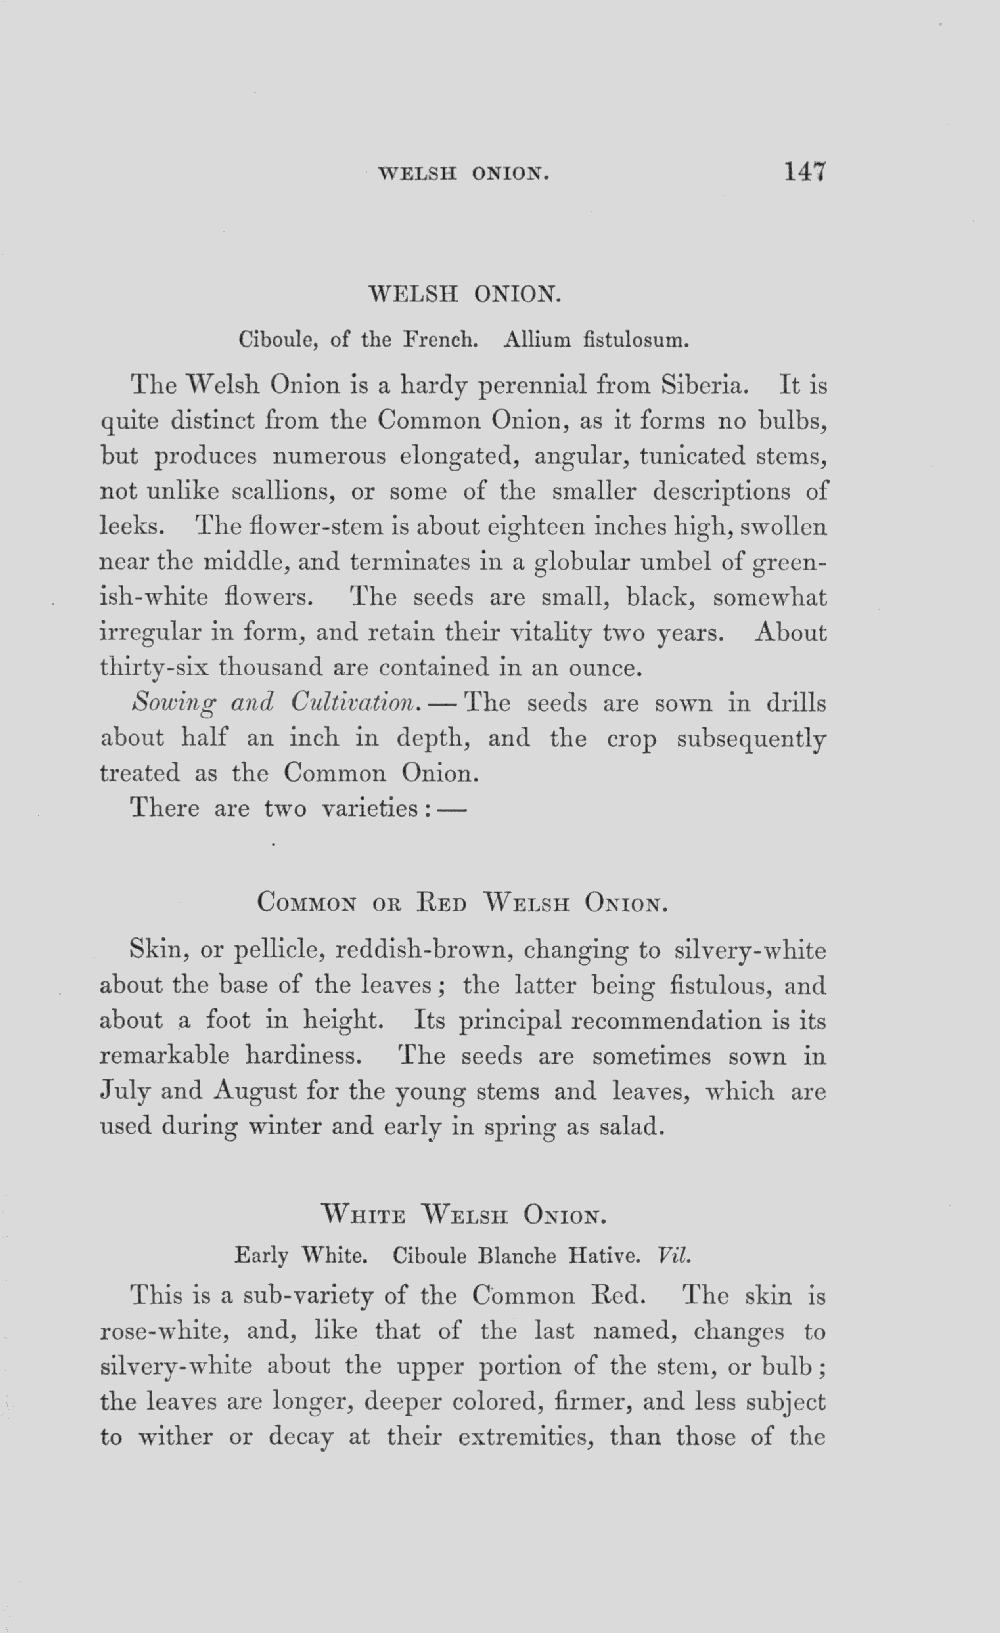 WELSH ONION. 147
WELSH ONION.
Ciboule, of the French. Allium fistulosum.
The Welsh Onion is a hardy perennial from Siberia. It is
quite distinct from the Common Onion, as it forms no bulbs,
but produces numerous elongated, angular, tunicated stems,
not unlike scallions, or some of the smaller descriptions of
leeks. The flower-stem is about eighteen inches high, swollen
near the middle, and terminates in a globular umbel of green-
ish-white flowers. The seeds are small, black, somewhat
irregular in form, and retain their vitality two years. About
thirty-six thousand are contained in an ounce.
Sowing and Cultivation. — The seeds are sown in drills
about half an inch in depth, and the crop subsequently
treated as the Common Onion.
There are two varieties: —
COMMON OR RED WELSH ONION.
Skin, or pellicle, reddish-brown, changing to silvery-white
about the base of the leaves; the latter being fistulous, and
about a foot in height. Its principal recommendation is its
remarkable hardiness. The seeds are sometimes sown in
July and August for the young stems and leaves, which are
used during winter and early in spring as salad.
WHITE WELSH ONION.
Early White. Ciboule Blanche Hative. Vil.
This is a sub-variety of the Common Red. The skin is
rose-white, and, like that of the last named, changes to
silvery-white about the upper portion of the stem, or bulb;
the leaves are longer, deeper colored, firmer, and less subject
to wither or decay at their extremities, than those of the